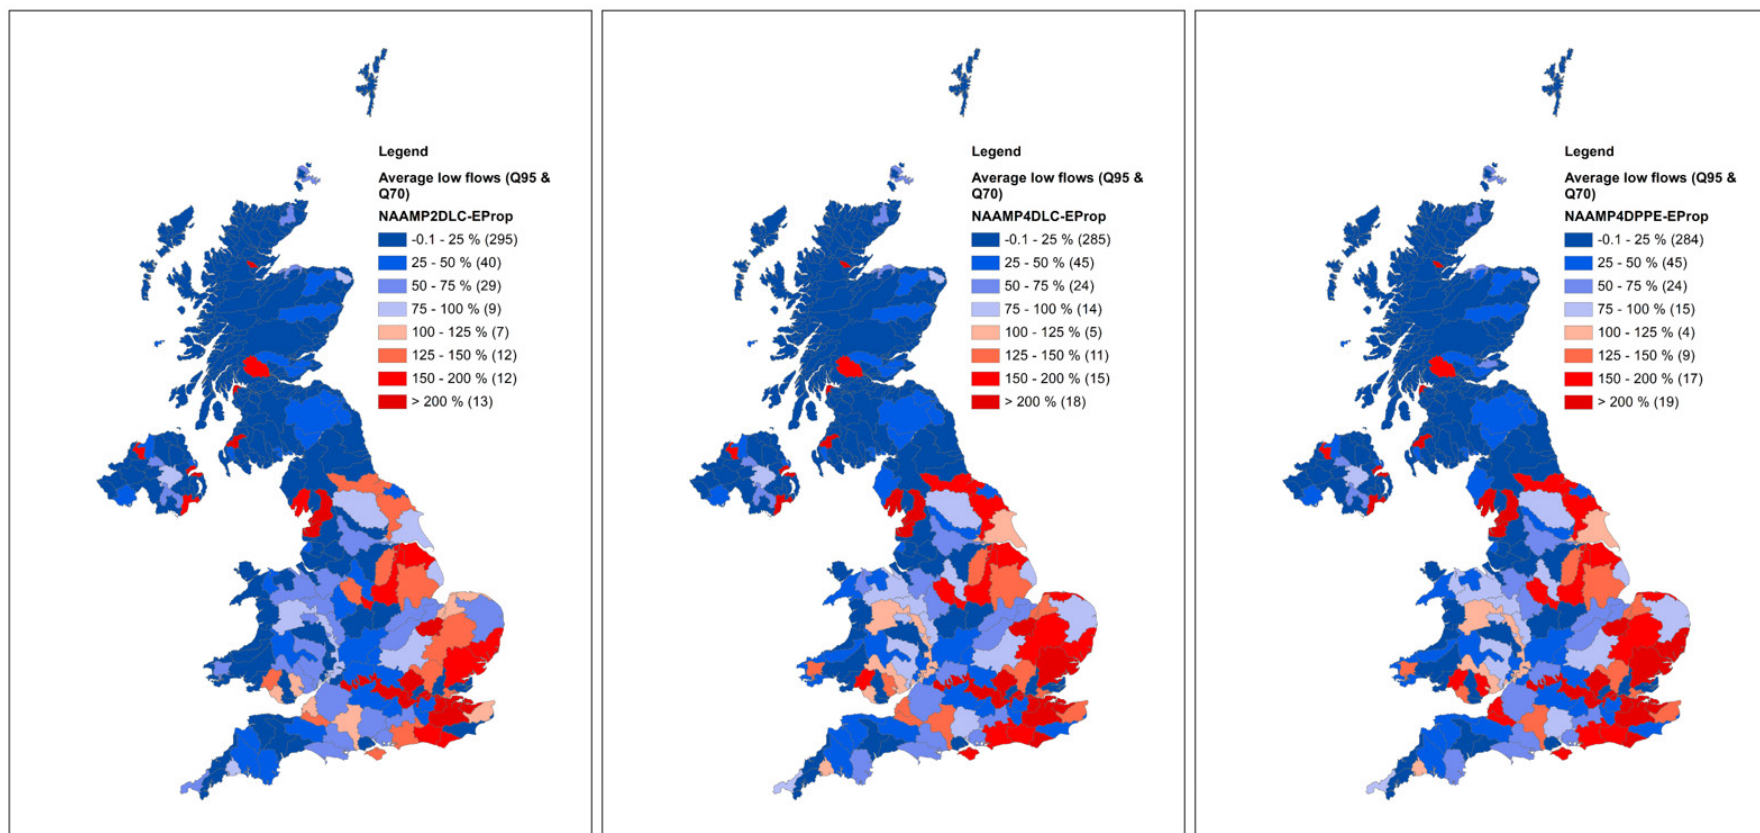 Legend
Average low flows (Q95 &
Q70)
NAAMP2DLC-EProp
-0.1 - 25 % (295)
25 - 50 % (40)
50 - 75 % (29)
75 - 100 % (9)
100 - 125 % (7)
125 - 150 % (12)
150 - 200 % (12)
> 200 % (13)
Legend
Average low flows (Q95 &
Q70)
NAAMP4DLC-EProp
-0.1 - 25 % (285)
25 - 50 % (45)
50 - 75 % (24)
75 - 100 % (14)
100 - 125 % (5)
125 - 150 % (11)
150 - 200 % (15)
> 200 % (18)
Legend
Average low flows (Q95 &
Q70)
NAAMP4DPPE-EProp
-0.1 - 25 % (284)
25 - 50 % (45)
50 - 75 % (24)
75 - 100 % (15)
100 - 125 % (4)
125 - 150 % (9)
150 - 200 % (17)
> 200 % (19)